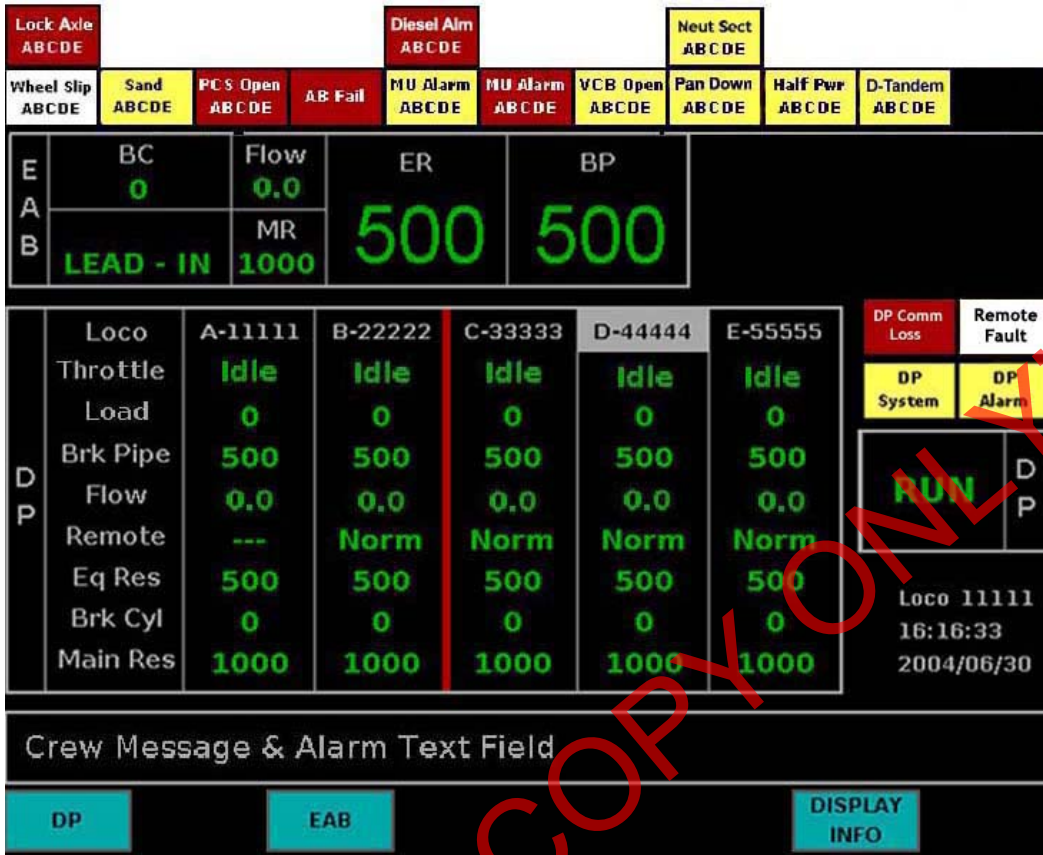 Lock Axle Diesel Alm Neut Sect
ABCDE ABCDE ABCDE
Wheel Slip Sand PCS Open AB Fail MU Alarm MU Alarm VCB Open Pan Down Half Pwr D-Tandem
ABCDE ABCDE ABCDE ABCDE ABCDE ABCDE ABCDE ABCDE ABCDE
EAB
BC Flow ER BP
0 0.0 500 500
MR
LEAD - IN 1000
DP
Loco A-11111 B-22222 C-33333 D-44444 E-55555
Throttle Idle Idle Idle Idle Idle
Load 0 0 0 0 0
Brk Pipe 500 500 500 500 500
Flow 0.0 0.0 0.0 0.0 0.0
Remote --- Norm Norm Norm Norm
Eq Res 500 500 500 500 500
Brk Cyl 0 0 0 0 0
Main Res 1000 1000 1000 1000 1000
DP Comm Remote
Loss Fault
DP DP
System Alarm
RUN DP
Loco 11111
16:16:33
2004/06/30
Crew Message & Alarm Text Field
DP EAB DISPLAY
INFO
COPY ONLY